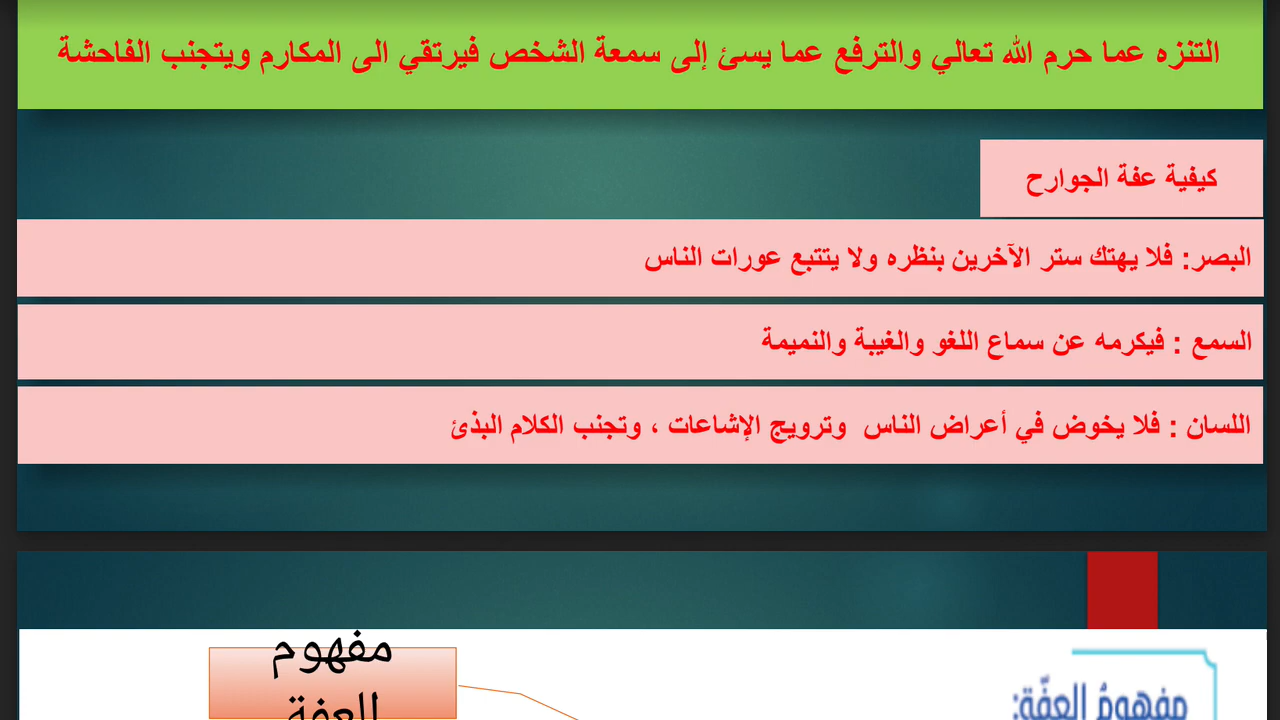 التنزه عما حرم الله تعالي والترفع عما يسئ إلى سمعة الشخص فيرتقي الى المكارم ويتجنب الفاحشة
كيفية عفة الجوارح
البصر: فلا يهتك ستر الآخرين بنظره ولا يتتبع عورات الناس
السمع : فيكرمه عن سماع اللغو والغيبة والنميمة
اللسان : فلا يخوض في أعراض الناس وترويج الإشاعات ، وتجنب الكلام البذئ
مفهومُ العفّة:
مفهوم
العفة